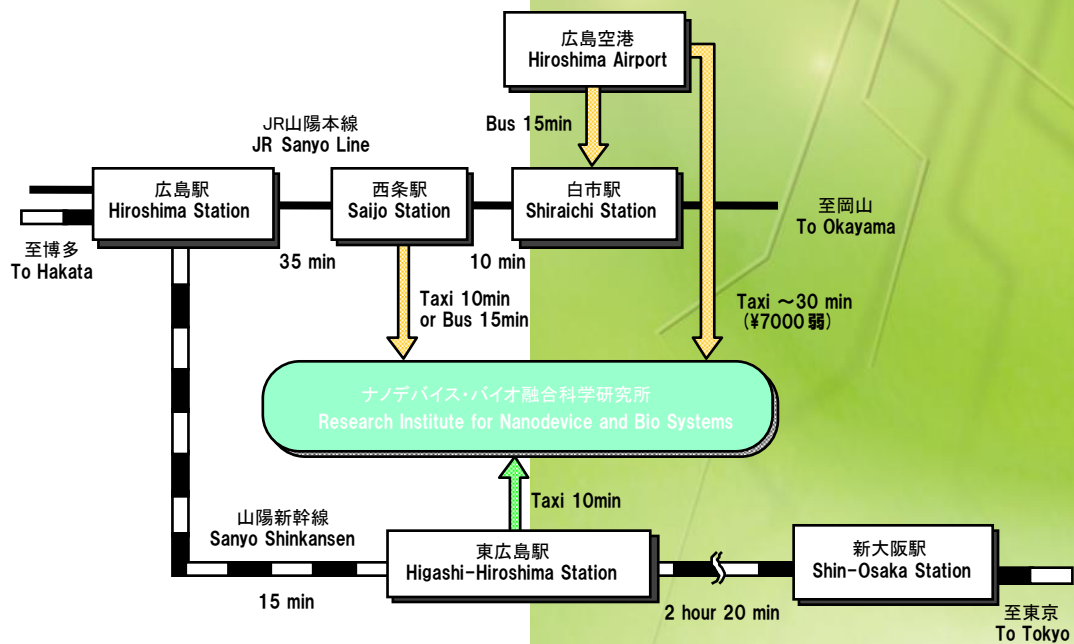 広島空港
Hiroshima Airport
Bus 15min
JR山陽本線
JR Sanyo Line
広島駅
Hiroshima Station
西条駅
Saijo Station
白市駅
Shiraichi Station
至岡山
To Okayama
至博多
To Hakata
35 min
10 min
Taxi 10min
or Bus 15min
Taxi ～30 min
(¥7000 弱)
ナノデバイス・バイオ融合科学研究所
Research Institute for Nanodevice and Bio Systems
Taxi 10min
山陽新幹線
Sanyo Shinkansen
東広島駅
Higashi-Hiroshima Station
新大阪駅
Shin-Osaka Station
15 min
2 hour 20 min
至東京
To Tokyo